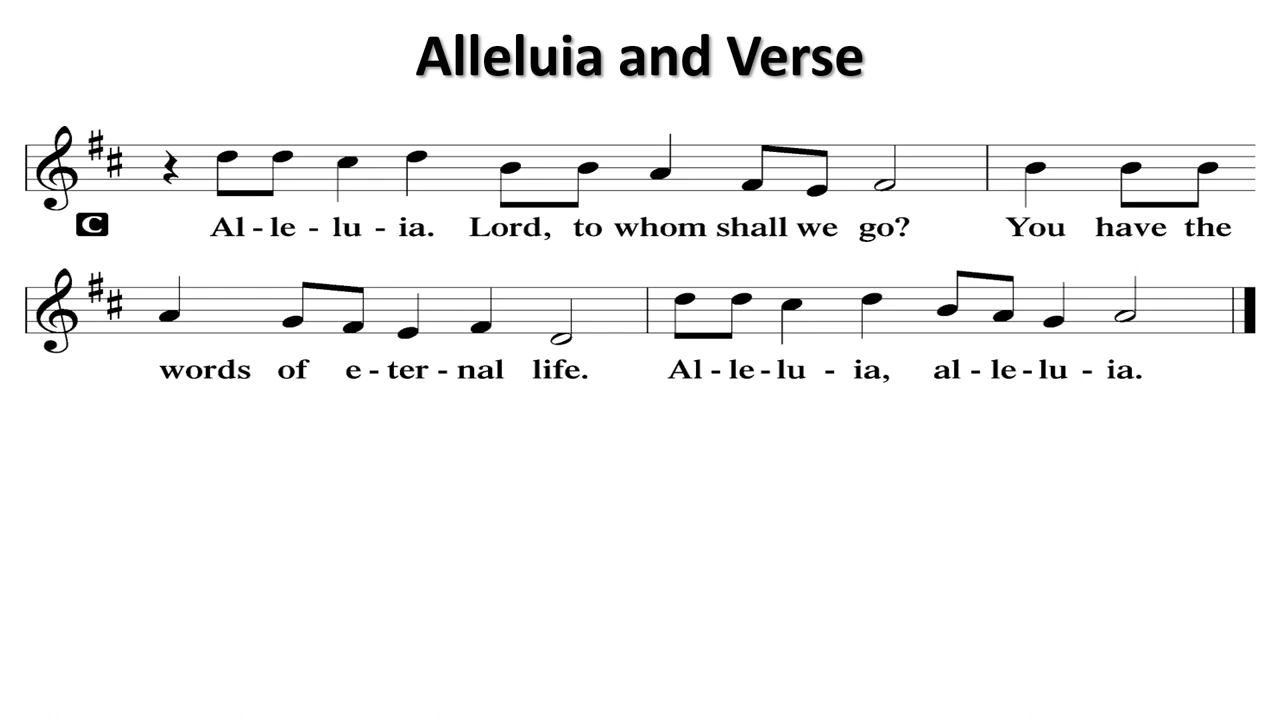 Alleluia and Verse
C Al - le - lu - ia. Lord, to whom shall we go? You have the
words of e - ter - nal life. Al - le - lu - ia, al - le - lu - ia.